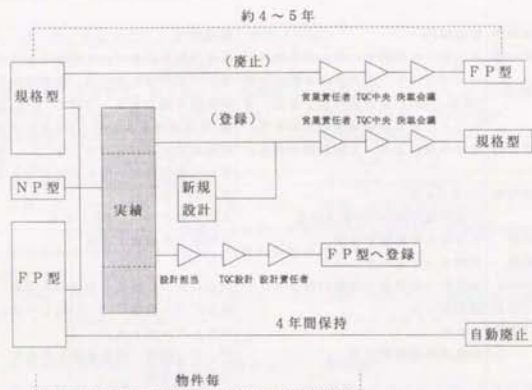 約4～5年
(廃止)
規格型
FP型
営業責任者 TQC中央 決裁会議
(登録)
営業責任者 TQC中央 決裁会議
規格型
NP型
実績
新規
設計
FP型
FP型へ登録
設計担当 TQC設計 設計責任者
4年間保持
自動廃止
物件毎